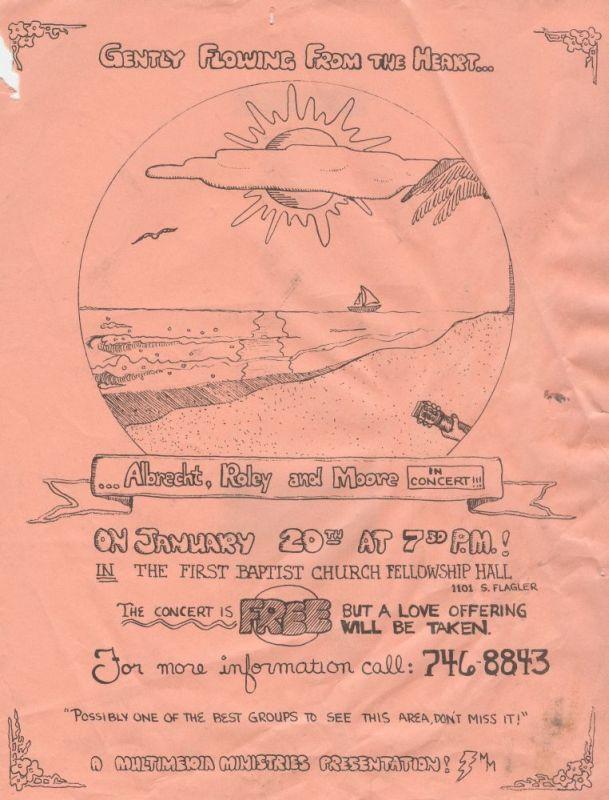 GENTLY FLOWING FROM THE HEART...
... Albrecht, Roley and Moore IN CONCERT!!!
ON JANUARY 20TH AT 7 30 P.M.!
IN THE FIRST BAPTIST CHURCH FELLOWSHIP HALL
1101 S. FLAGLER
THE CONCERT IS FREE BUT A LOVE OFFERING
WILL BE TAKEN.
For more information call: 746-8843
"POSSIBLY ONE OF THE BEST GROUPS TO SEE THIS AREA, DON'T MISS IT!"
A MULTIMEDIA MINISTRIES PRESENTATION! MM